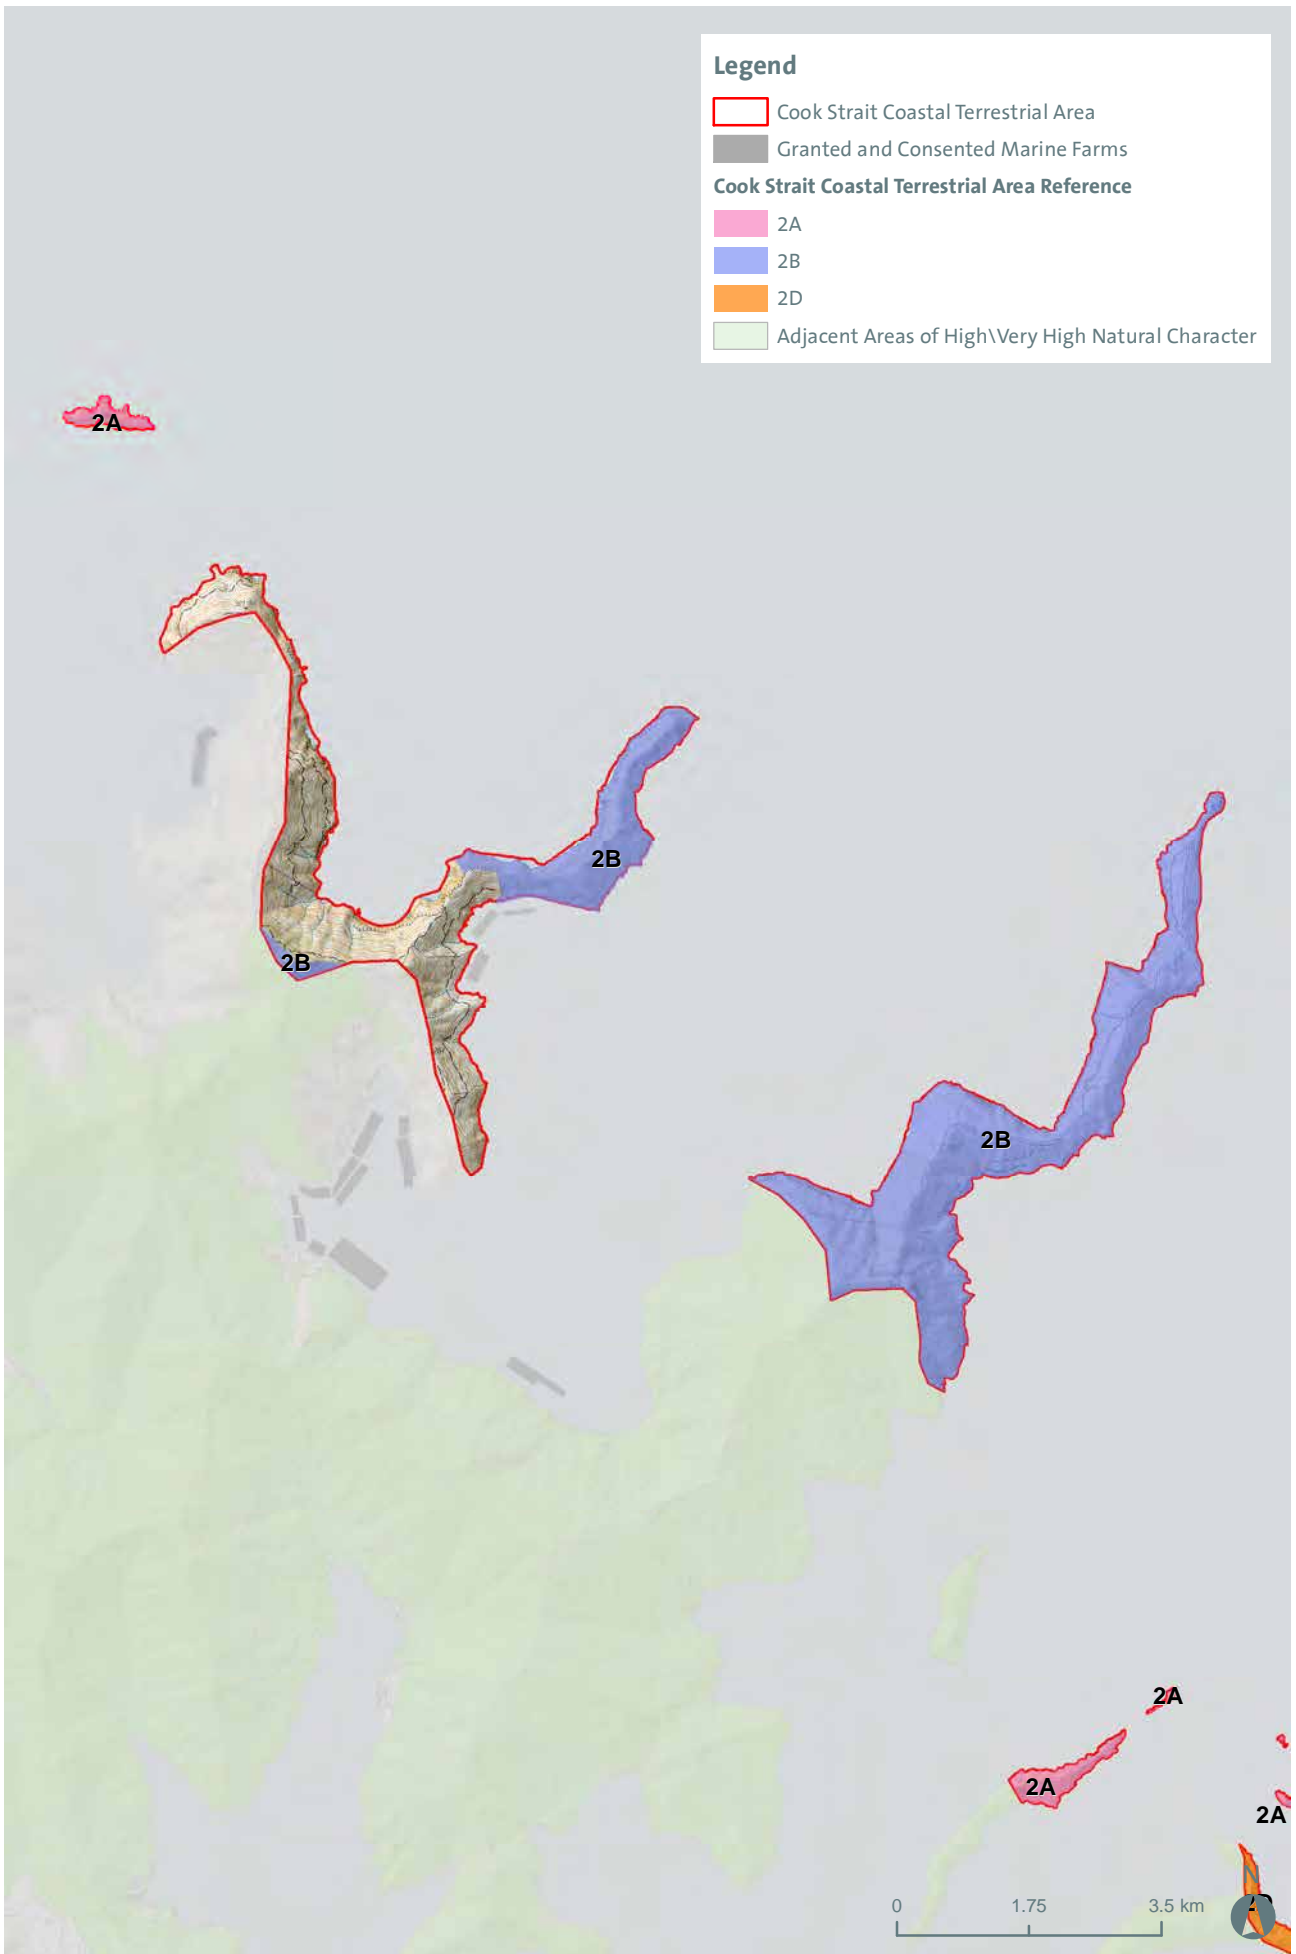 Legend
Cook Strait Coastal Terrestrial Area
Granted and Consented Marine Farms
Cook Strait Coastal Terrestrial Area Reference
2A
2B
2D
Adjacent Areas of High\Very High Natural Character
2A
2B
2B
2B
2A
2A
2A
N
0 1.75 3.5 km